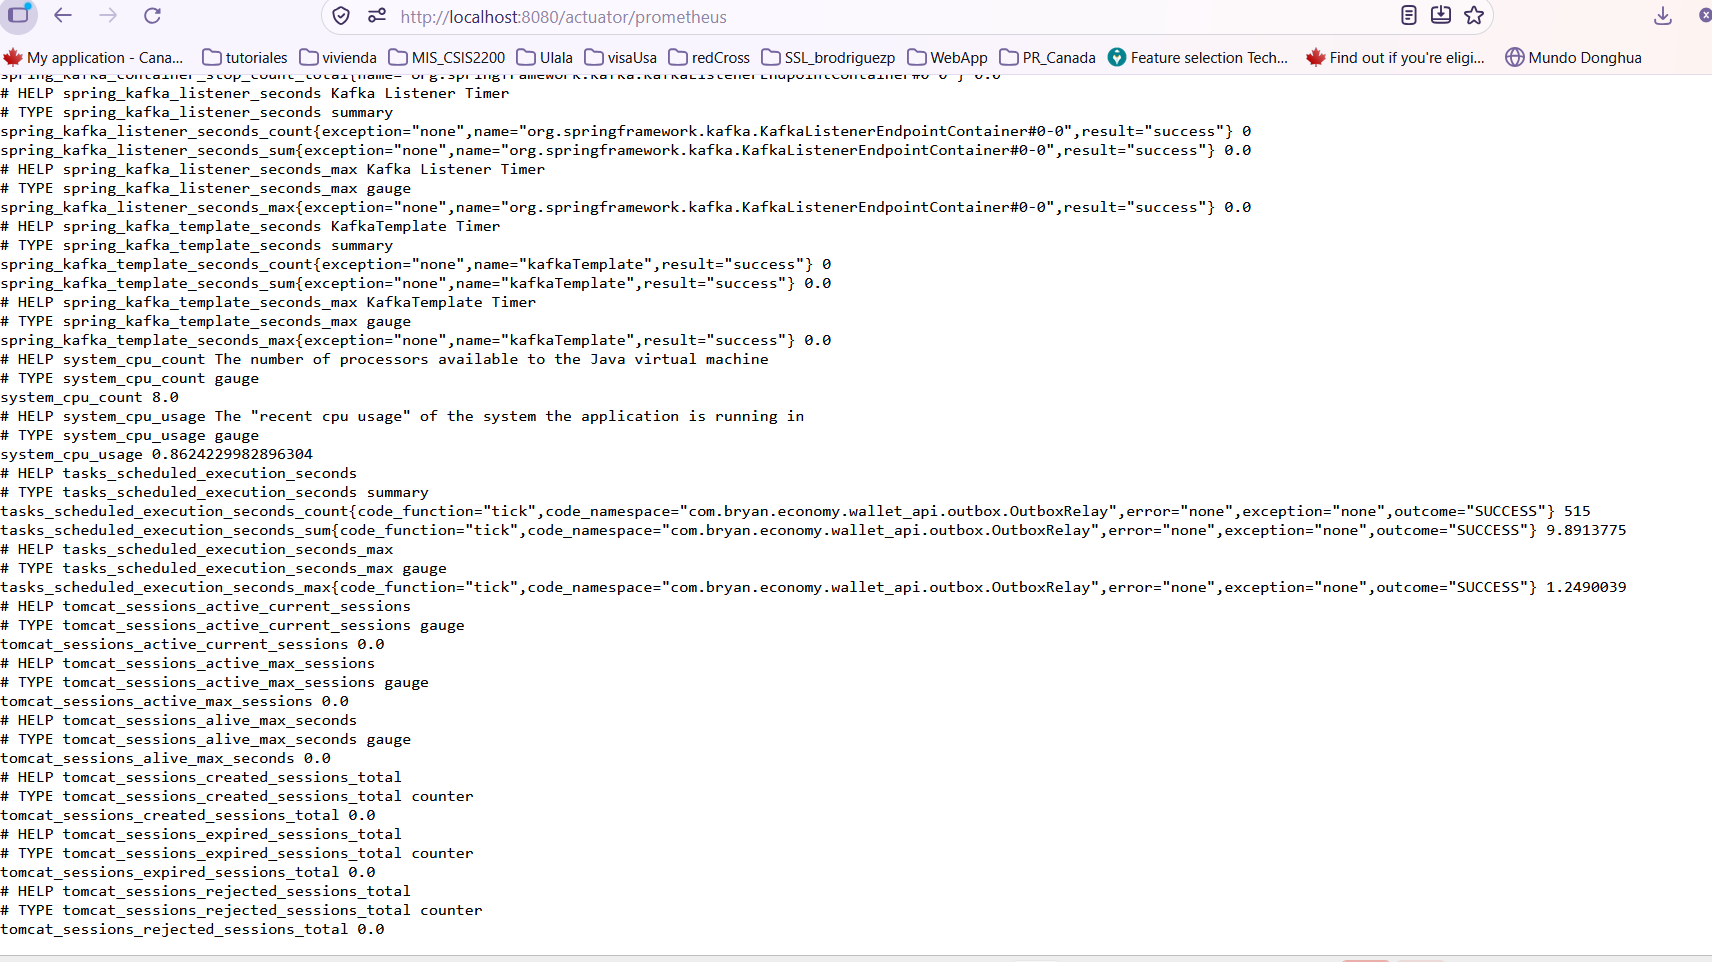 http://localhost:8080/actuator/prometheus
My application - Cana... tutoriales vivienda MIS_CSIS2200 Ulala visaUsa redCross SSL_brodriguezp WebApp PR_Canada Feature selection Tech... Find out if you're eligi... Mundo Donghua
spring_kafka_container_stop_count_total{name="org.springframework.kafka.KafkaListenerEndpointContainer#0-0"} 0.0
# HELP spring_kafka_listener_seconds Kafka Listener Timer
# TYPE spring_kafka_listener_seconds summary
spring_kafka_listener_seconds_count{exception="none",name="org.springframework.kafka.KafkaListenerEndpointContainer#0-0",result="success"} 0
spring_kafka_listener_seconds_sum{exception="none",name="org.springframework.kafka.KafkaListenerEndpointContainer#0-0",result="success"} 0.0
# HELP spring_kafka_listener_seconds_max Kafka Listener Timer
# TYPE spring_kafka_listener_seconds_max gauge
spring_kafka_listener_seconds_max{exception="none",name="org.springframework.kafka.KafkaListenerEndpointContainer#0-0",result="success"} 0.0
# HELP spring_kafka_template_seconds KafkaTemplate Timer
# TYPE spring_kafka_template_seconds summary
spring_kafka_template_seconds_count{exception="none",name="kafkaTemplate",result="success"} 0
spring_kafka_template_seconds_sum{exception="none",name="kafkaTemplate",result="success"} 0.0
# HELP spring_kafka_template_seconds_max KafkaTemplate Timer
# TYPE spring_kafka_template_seconds_max gauge
spring_kafka_template_seconds_max{exception="none",name="kafkaTemplate",result="success"} 0.0
# HELP system_cpu_count The number of processors available to the Java virtual machine
# TYPE system_cpu_count gauge
system_cpu_count 8.0
# HELP system_cpu_usage The "recent cpu usage" of the system the application is running in
# TYPE system_cpu_usage gauge
system_cpu_usage 0.8624229982896304
# HELP tasks_scheduled_execution_seconds
# TYPE tasks_scheduled_execution_seconds summary
tasks_scheduled_execution_seconds_count{code_function="tick",code_namespace="com.bryan.economy.wallet_api.outbox.OutboxRelay",error="none",exception="none",outcome="SUCCESS"} 515
tasks_scheduled_execution_seconds_sum{code_function="tick",code_namespace="com.bryan.economy.wallet_api.outbox.OutboxRelay",error="none",exception="none",outcome="SUCCESS"} 9.8913775
# HELP tasks_scheduled_execution_seconds_max
# TYPE tasks_scheduled_execution_seconds_max gauge
tasks_scheduled_execution_seconds_max{code_function="tick",code_namespace="com.bryan.economy.wallet_api.outbox.OutboxRelay",error="none",exception="none",outcome="SUCCESS"} 1.2490039
# HELP tomcat_sessions_active_current_sessions
# TYPE tomcat_sessions_active_current_sessions gauge
tomcat_sessions_active_current_sessions 0.0
# HELP tomcat_sessions_active_max_sessions
# TYPE tomcat_sessions_active_max_sessions gauge
tomcat_sessions_active_max_sessions 0.0
# HELP tomcat_sessions_alive_max_seconds
# TYPE tomcat_sessions_alive_max_seconds gauge
tomcat_sessions_alive_max_seconds 0.0
# HELP tomcat_sessions_created_sessions_total
# TYPE tomcat_sessions_created_sessions_total counter
tomcat_sessions_created_sessions_total 0.0
# HELP tomcat_sessions_expired_sessions_total
# TYPE tomcat_sessions_expired_sessions_total counter
tomcat_sessions_expired_sessions_total 0.0
# HELP tomcat_sessions_rejected_sessions_total
# TYPE tomcat_sessions_rejected_sessions_total counter
tomcat_sessions_rejected_sessions_total 0.0